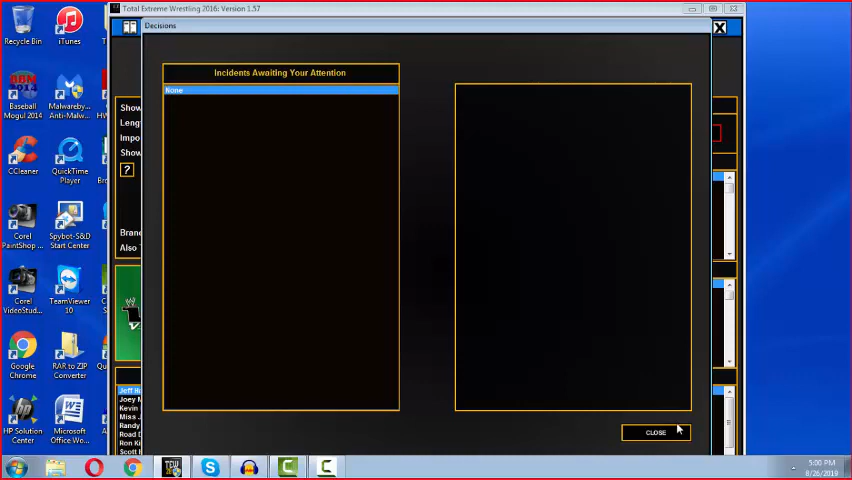 Total Extreme Wrestling 2016: Version 1.57
Decisions
Incidents Awaiting Your Attention
None
CLOSE
Show
Impo
Show
?
Brand
Also
Jeff H
Joey M
Kevin
Miss J
Randy
Road D
Ron Ki
Scott H
Recycle Bin
iTunes
Baseball
Mogul 2014
Malwareby...
Anti-Malw...
CCleaner
QuickTime
Player
Corel
PaintShop ...
Spybot-S&D
Start Center
Corel
VideoStud...
TeamViewer
10
Google
Chrome
RAR to ZIP
Converter
HP Solution
Center
Microsoft
Office Wo...
5:00 PM
8/26/2019